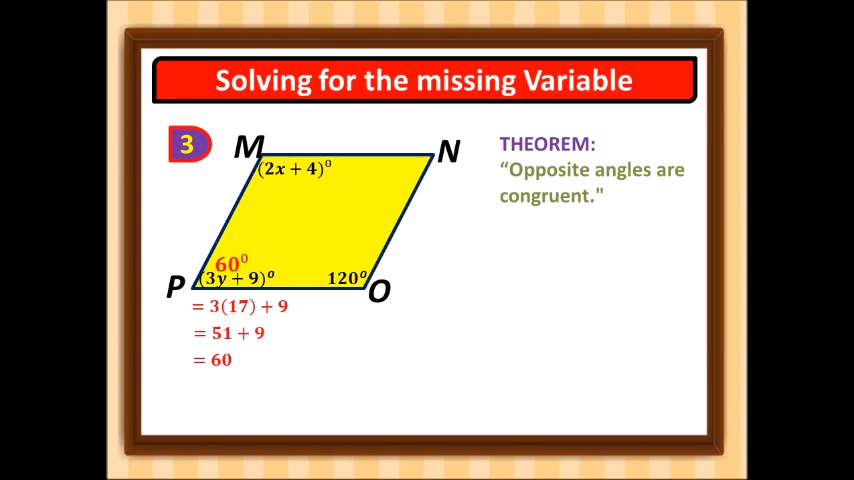 Solving for the missing Variable
3
M
N
(2x + 4)⁰
THEOREM:
“Opposite angles are
congruent."
60⁰
P
(3y + 9)⁰
120⁰
O
= 3(17) + 9
= 51 + 9
= 60